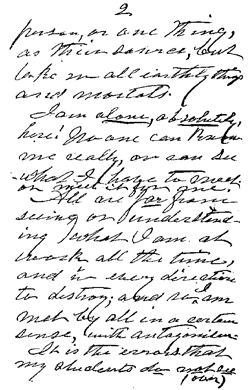 2
person, or one thing,
as their source, but
take in all earthly things
and mortals.
I am alone, absolutely,
here! No one can know
me really, or can see
what I have to meet
or meet it for me.
All are far from
seeing or understand-
ing what I am at
work all the time,
and in every direction
to destroy; and so I am
met by all in a certain
sense, with antagonism.
It is the errors that
my students do not see
(over)